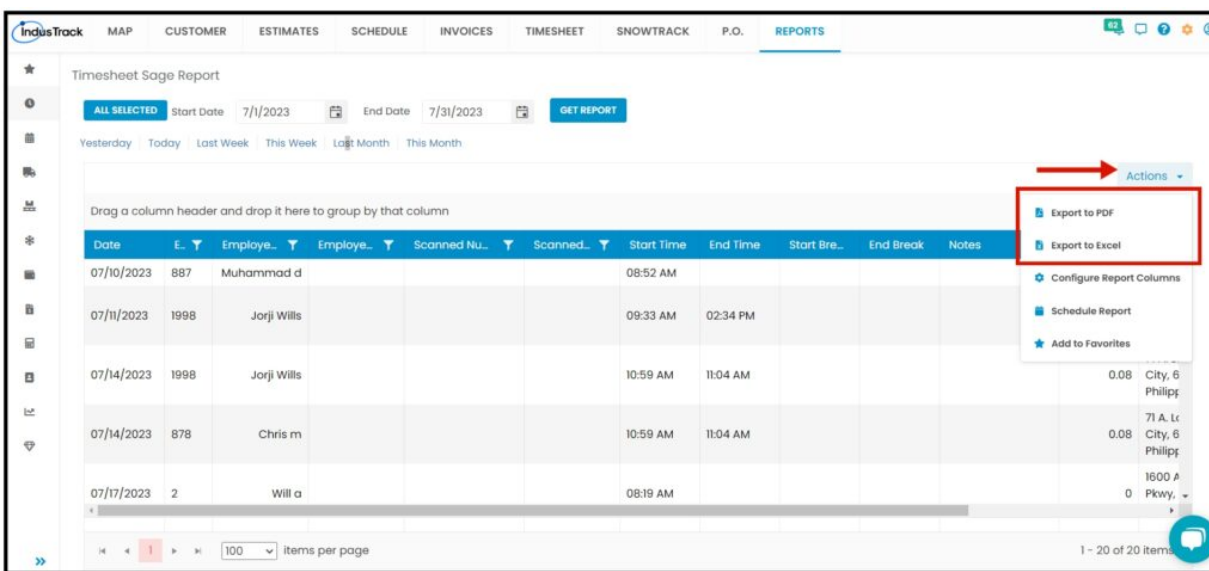 IndusTrack MAP CUSTOMER ESTIMATES SCHEDULE INVOICES TIMESHEET SNOWTRACK P.O. REPORTS 62
Timesheet Sage Report
ALL SELECTED Start Date 7/1/2023 End Date 7/31/2023 GET REPORT
Yesterday Today Last Week This Week Last Month This Month
Actions
Drag a column header and drop it here to group by that column
Export to PDF
Export to Excel
Configure Report Columns
Schedule Report
Add to Favorites
Date E... Employe... Employe... Scanned Nu... Scanned... Start Time End Time Start Bre... End Break Notes
07/10/2023 887 Muhammad d 08:52 AM
07/11/2023 1998 Jorji Wills 09:33 AM 02:34 PM
07/14/2023 1998 Jorji Wills 10:59 AM 11:04 AM 0.08 City, 6
Philipp
71 A. Lo
07/14/2023 878 Chris m 10:59 AM 11:04 AM 0.08 City, 6
Philipp
1600 A
07/17/2023 2 Will a 08:19 AM 0 Pkwy,
1 100 items per page 1 - 20 of 20 items